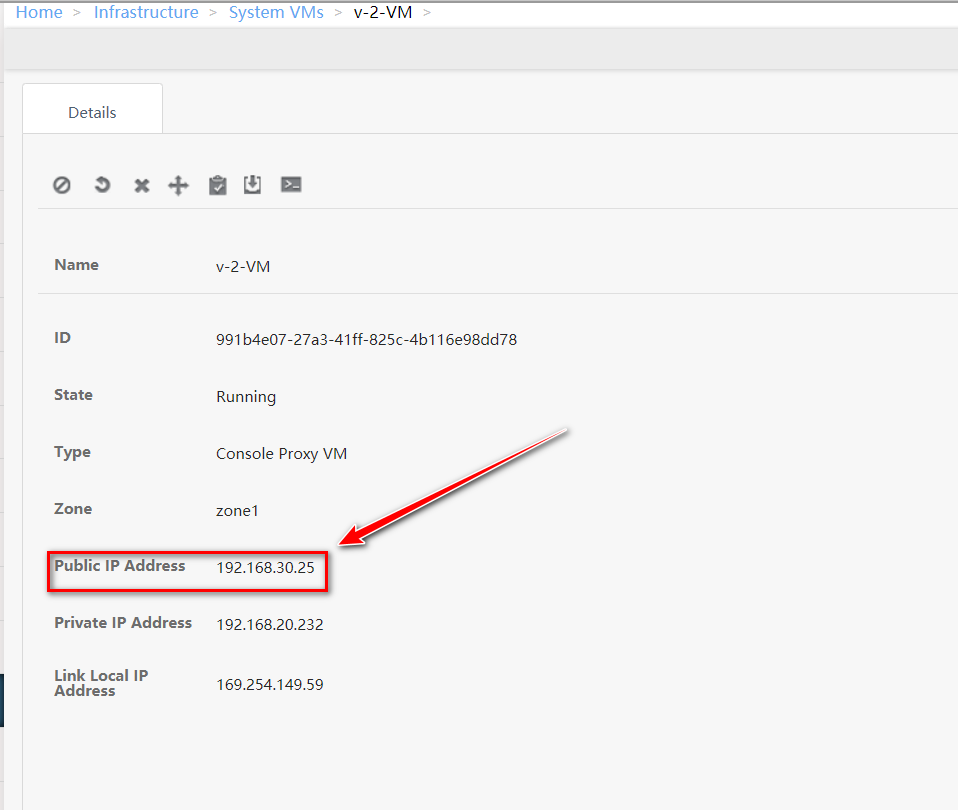 Home > Infrastructure > System VMs > v-2-VM >
Details
Name v-2-VM
ID 991b4e07-27a3-41ff-825c-4b116e98dd78
State Running
Type Console Proxy VM
Zone zone1
Public IP Address 192.168.30.25
Private IP Address 192.168.20.232
Link Local IP
Address 169.254.149.59